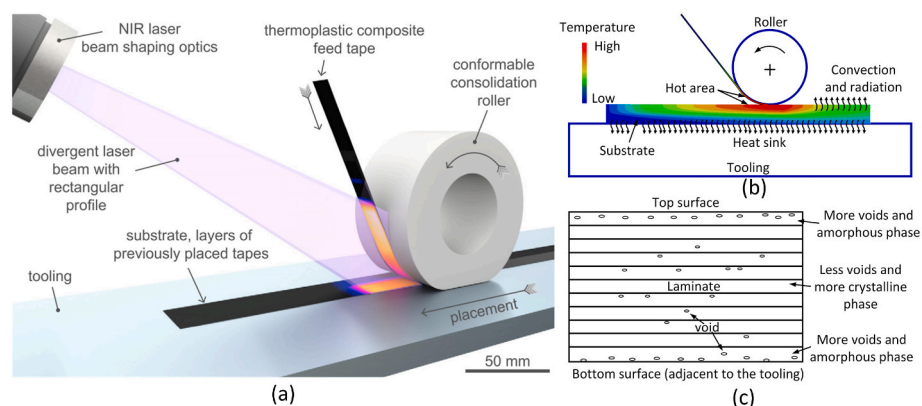 NIR laser
beam shaping optics
thermoplastic composite
feed tape
conformable
consolidation
roller
divergent laser
beam with
rectangular
profile
substrate, layers of
previously placed tapes
tooling
placement
50 mm
(a)
Temperature
High
Low
Roller
Hot area
Convection
and radiation
Substrate
Heat sink
Tooling
(b)
Top surface
More voids and
amorphous phase
Less voids and
more crystalline
phase
Laminate
void
More voids and
amorphous phase
Bottom surface (adjacent to the tooling)
(c)